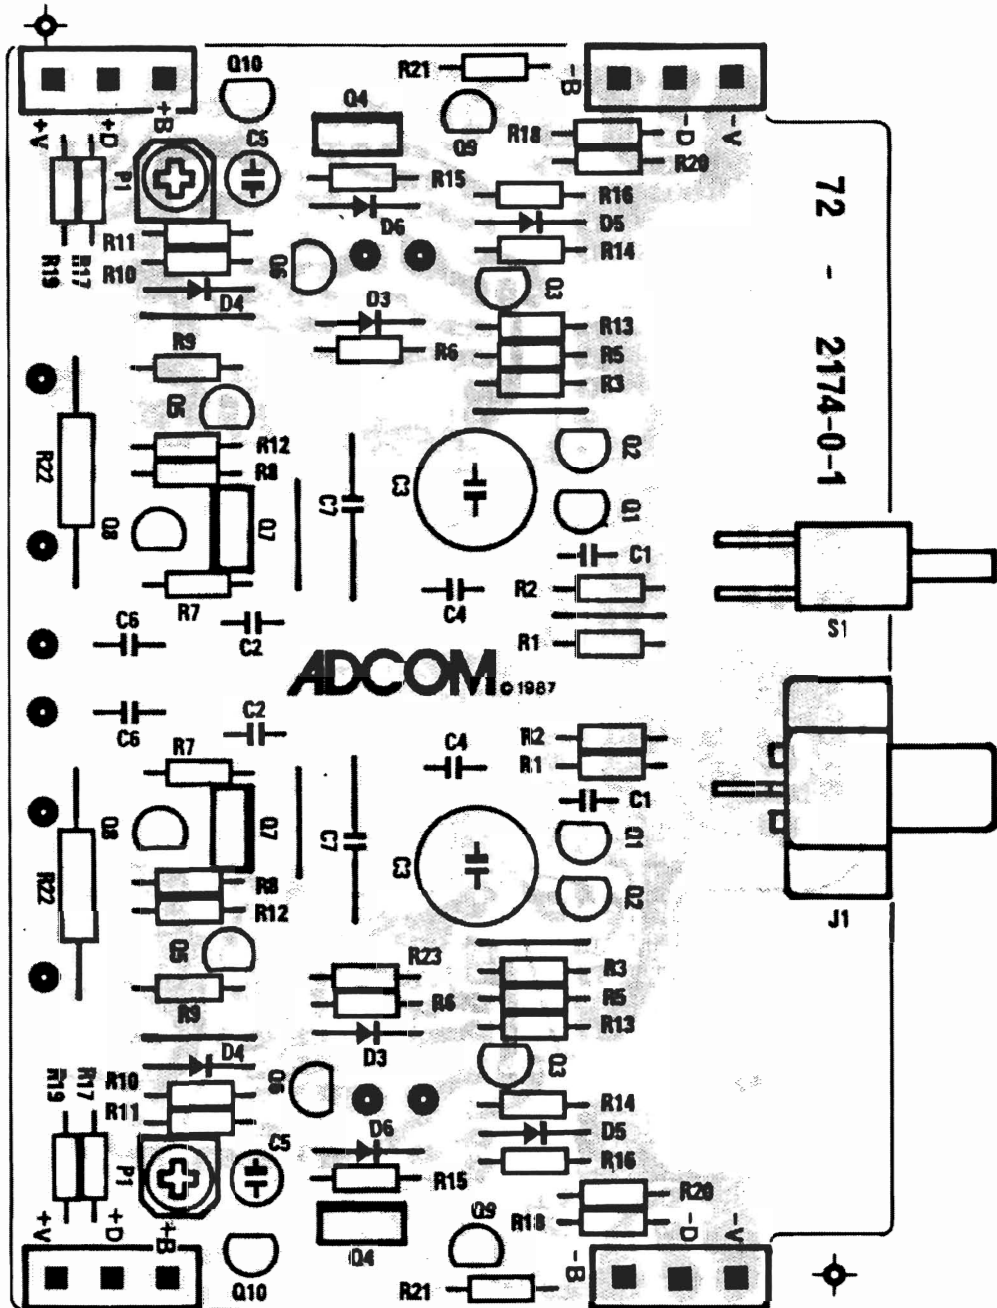 Q10
R21
-B
Q4
+V
+D
+B
C5
Q9
R18
-D
-V
R20
P1
R15
R16
D6
D5
R11
R14
R19
R17
R10
Q6
Q3
D4
D3
R13
R9
R6
R5
R3
Q5
72 - 2174-0-1
R12
R22
R8
C3
Q2
C7
Q8
Q7
Q1
C1
R7
C4
R2
C6
C2
R1
S1
ADCOM ©1987
C6
C2
R7
C4
R2
R1
C1
Q8
Q7
C7
C3
Q1
R22
R8
Q2
R12
J1
Q5
R23
R3
R9
R6
R5
R13
D4
D3
R19
R17
R10
Q6
Q3
R11
R14
D6
D5
P1
C5
R15
R16
R20
+V
+D
+B
Q9
R18
-D
-V
Q4
-B
Q10
R21